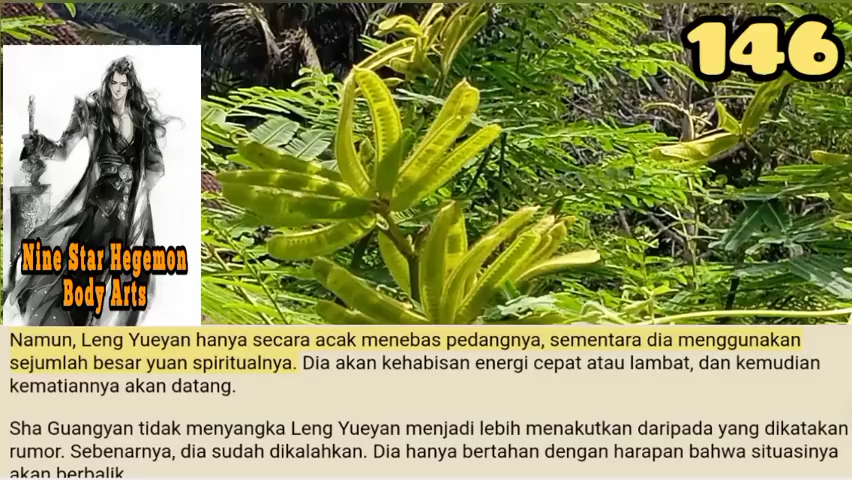 146
Nine Star Hegemon
Body Arts
Namun, Leng Yueyan hanya secara acak menebas pedangnya, sementara dia menggunakan
sejumlah besar yuan spiritualnya. Dia akan kehabisan energi cepat atau lambat, dan kemudian
kematiannya akan datang.
Sha Guangyan tidak menyangka Leng Yueyan menjadi lebih menakutkan daripada yang dikatakan
rumor. Sebenarnya, dia sudah dikalahkan. Dia hanya bertahan dengan harapan bahwa situasinya
akan berbalik